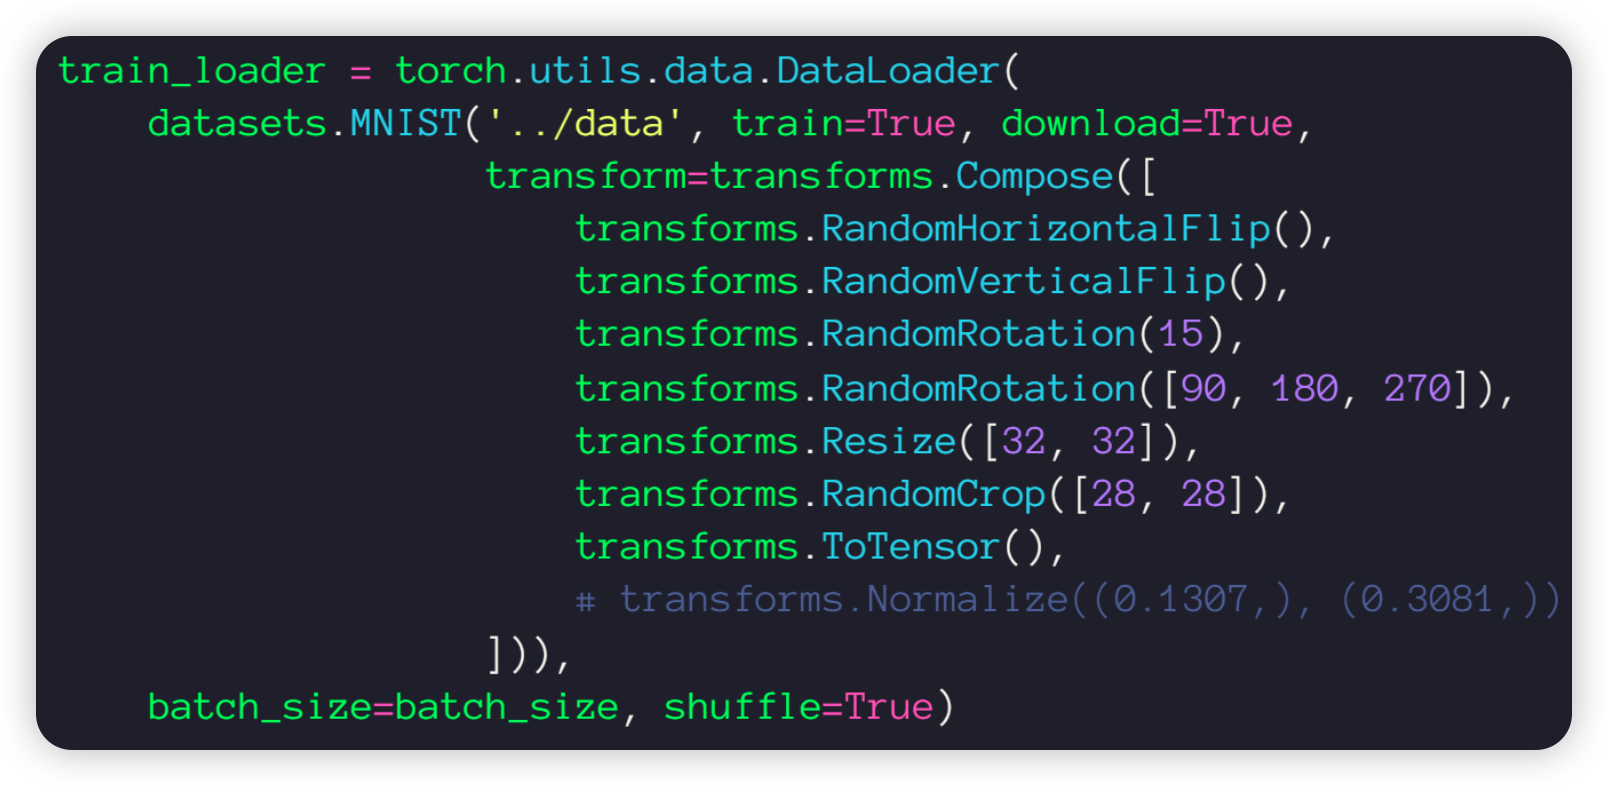 train_loader = torch.utils.data.DataLoader(
    datasets.MNIST('../data', train=True, download=True,
                   transform=transforms.Compose([
                       transforms.RandomHorizontalFlip(),
                       transforms.RandomVerticalFlip(),
                       transforms.RandomRotation(15),
                       transforms.RandomRotation([90, 180, 270]),
                       transforms.Resize([32, 32]),
                       transforms.RandomCrop([28, 28]),
                       transforms.ToTensor(),
                       # transforms.Normalize((0.1307,), (0.3081,))
                   ])),
    batch_size=batch_size, shuffle=True)